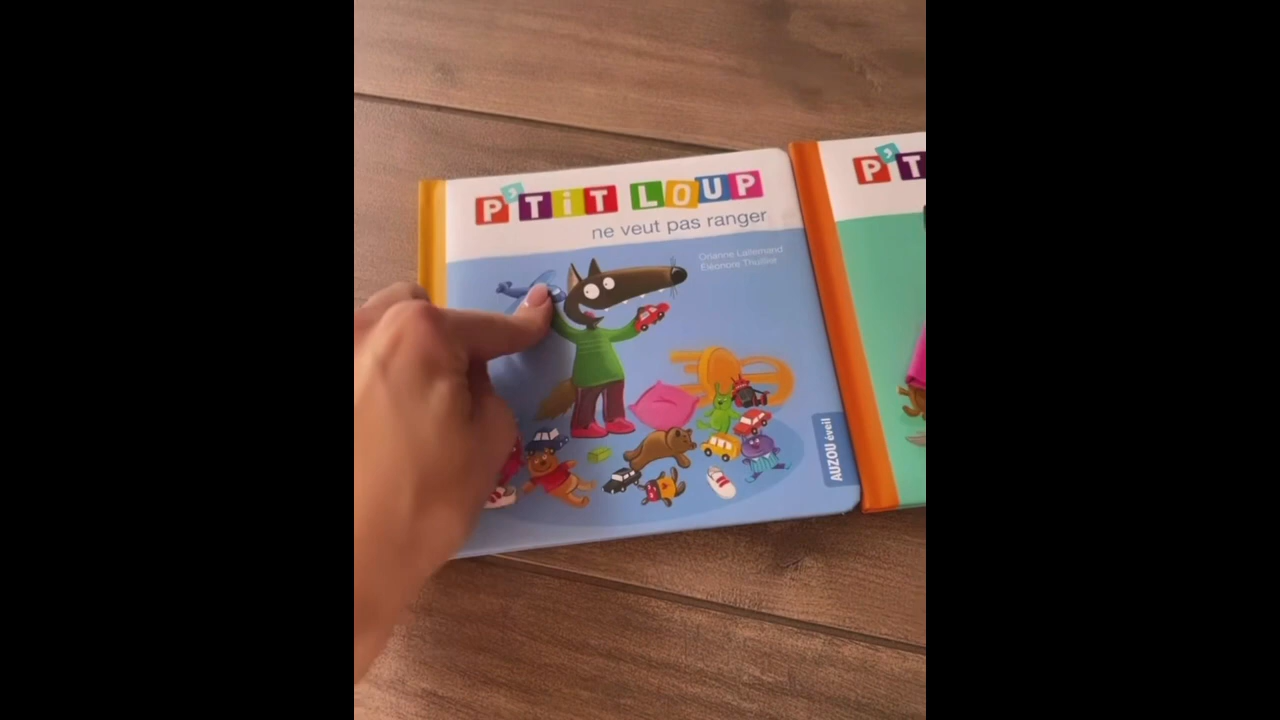 P'TiT LOUP
ne veut pas ranger
Orianne Lallemand
Éléonore Thuillier
AUZOU éveil
P'T